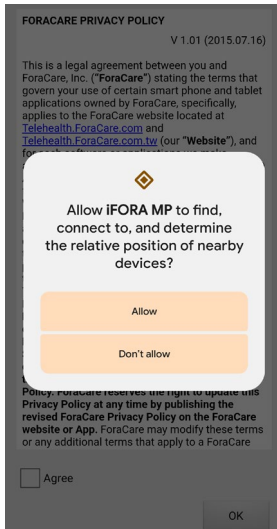 FORACARE PRIVACY POLICY
V 1.01 (2015.07.16)
This is a legal agreement between you and
ForaCare, Inc. ("ForaCare") stating the terms that
govern your use of certain smart phone and tablet
applications owned by ForaCare, specifically,
applies to the ForaCare website located at
Telehealth.ForaCare.com and
Telehealth.ForaCare.com.tw (our "Website"), and
Allow iFORA MP to find,
connect to, and determine
the relative position of nearby
devices?
Allow
Don't allow
Policy. ForaCare reserves the right to update this
Privacy Policy at any time by publishing the
revised ForaCare Privacy Policy on the ForaCare
website or App. ForaCare may modify these terms
or any additional terms that apply to a ForaCare
Agree
OK